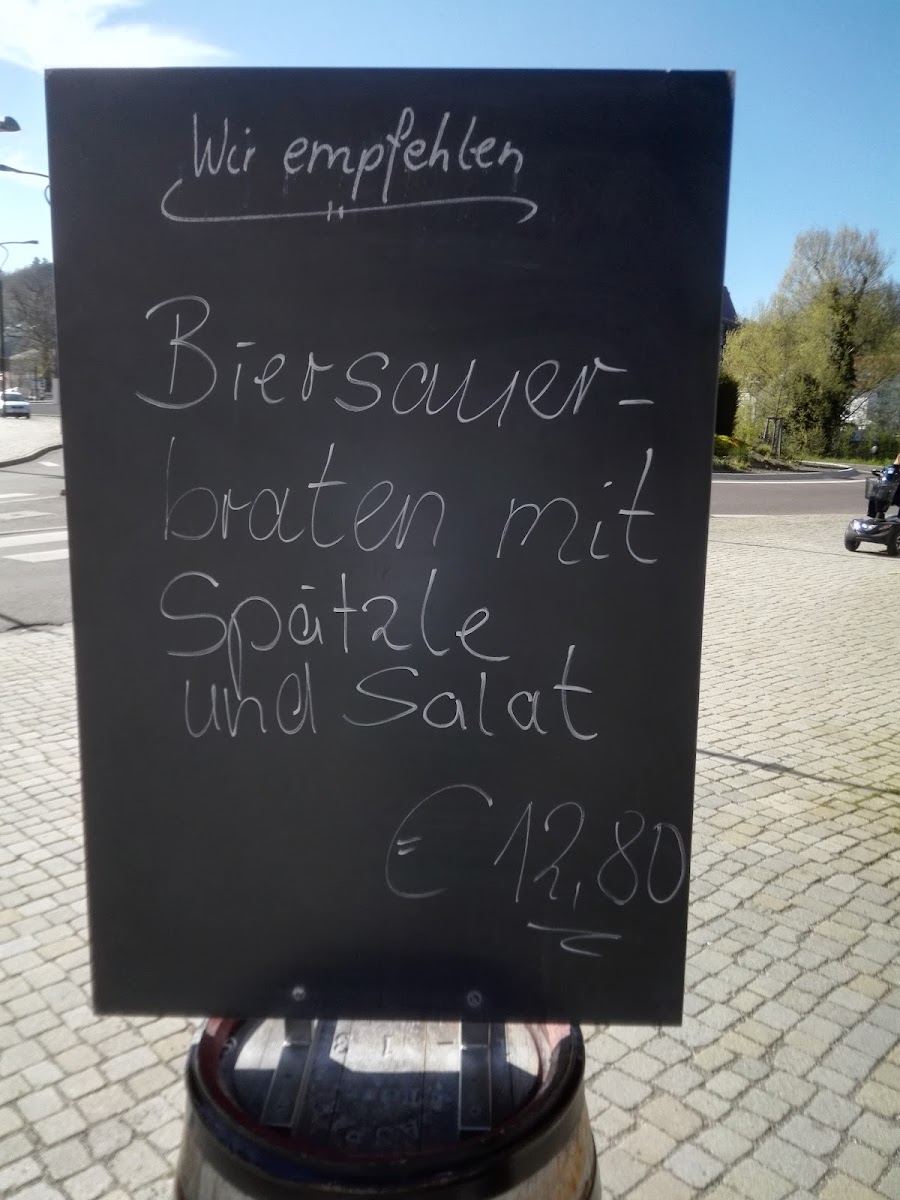 Wir empfehlen
Biersauer-
braten mit
Spätzle
und Salat
€ 12,80